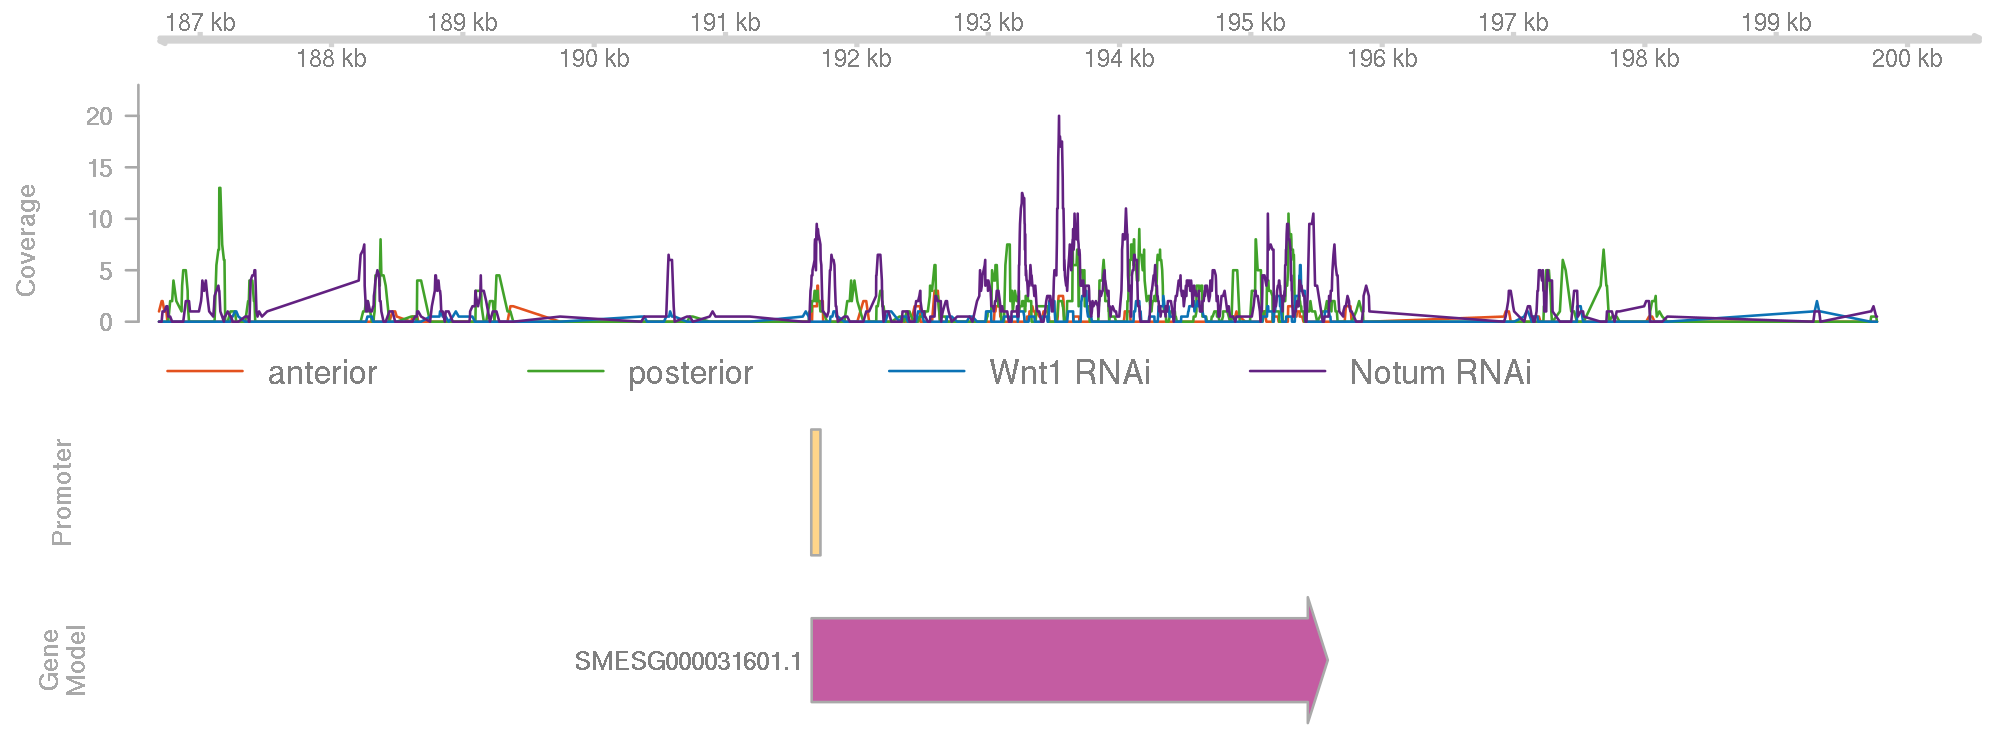 187 kb 189 kb 191 kb 193 kb 195 kb 197 kb 199 kb
188 kb 190 kb 192 kb 194 kb 196 kb 198 kb 200 kb
Coverage
20
15
10
5
0
anterior posterior Wnt1 RNAi Notum RNAi
Promoter
Gene
Model
SMESG000031601.1